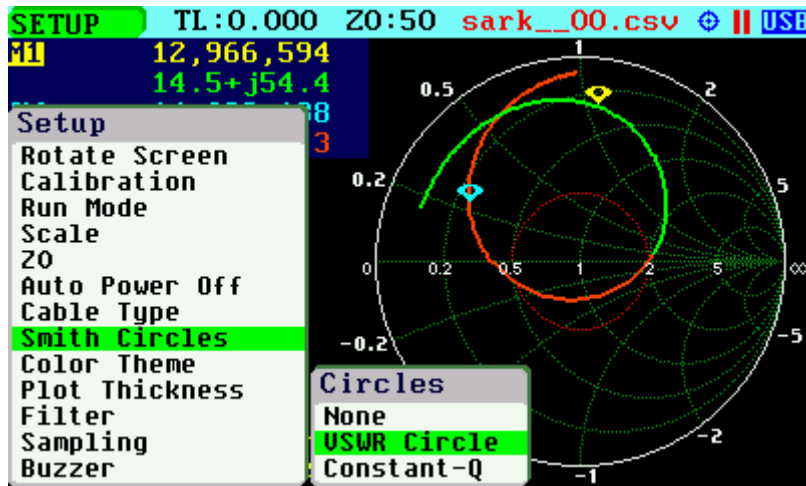 SETUP TL:0.000 Z0:50 sark__00.csv USB
M1 12,966,594
14.5+j54.4
8
3
Setup
Rotate Screen
Calibration
Run Mode
Scale
Z0
Auto Power Off
Cable Type
Smith Circles
Color Theme
Plot Thickness
Filter
Sampling
Buzzer
Circles
None
VSWR Circle
Constant-Q
1
0.5
2
0.2
5
0 0.2 0.5 1 2 5 ∞
-0.2
-5
-2
-1